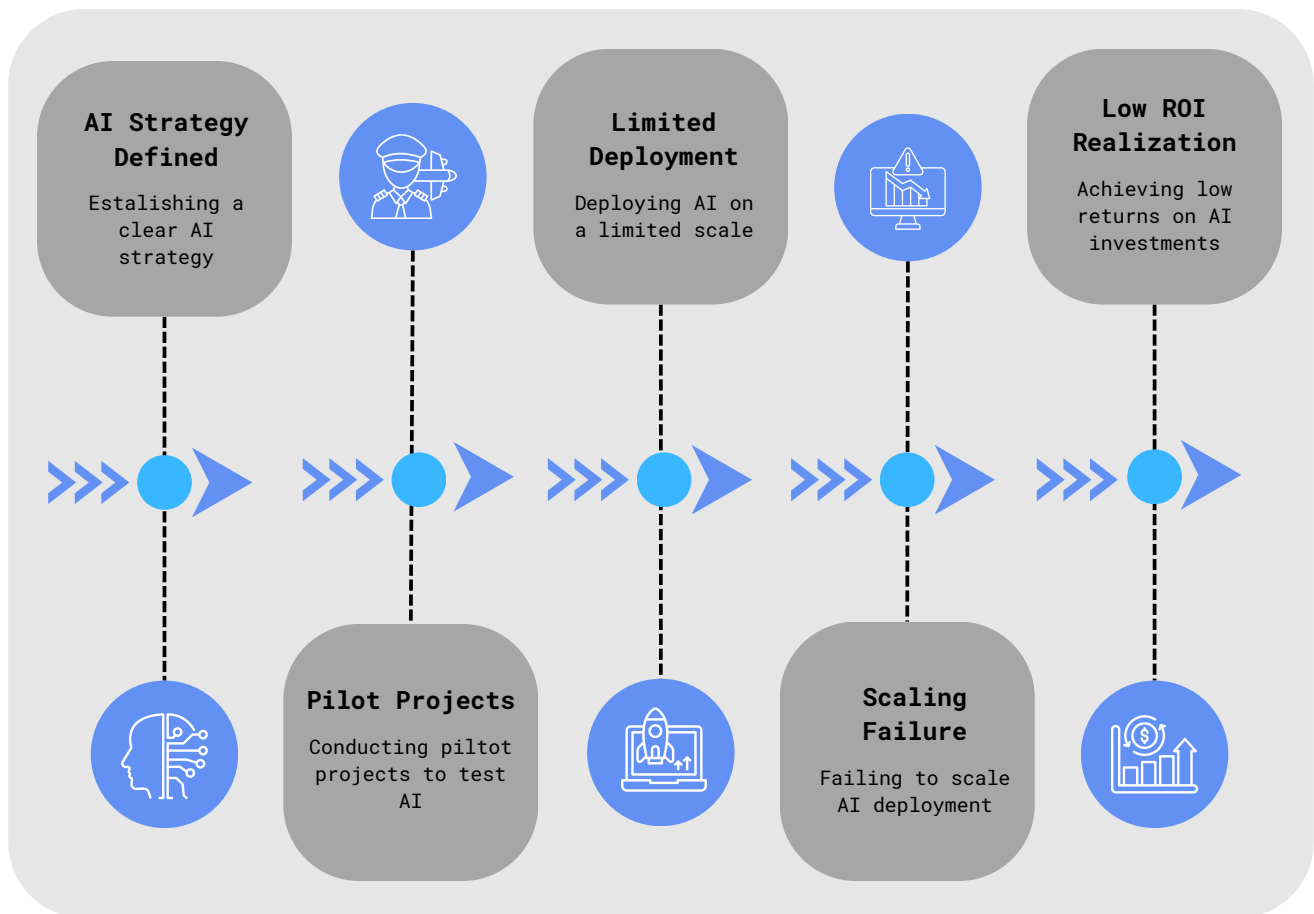 AI Strategy
Defined
Estalishing a
clear AI
strategy
Pilot Projects
Conducting piltot
projects to test
AI
Limited
Deployment
Deploying AI on
a limited scale
Scaling
Failure
Failing to scale
AI deployment
Low ROI
Realization
Achieving low
returns on AI
investments
$